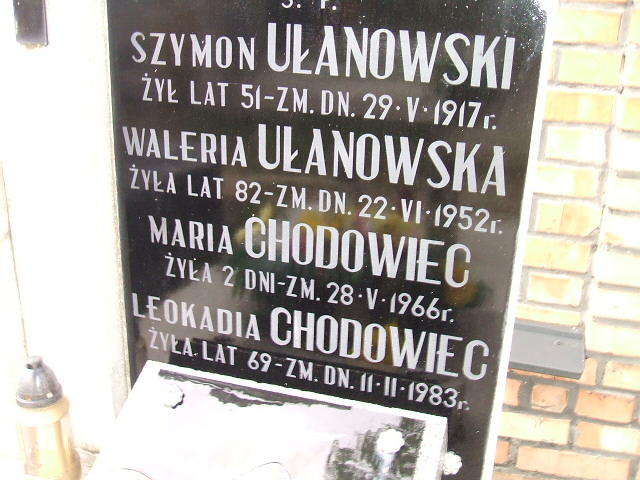 Ś. P.
SZYMON UŁANOWSKI
ŻYŁ LAT 51-ZM. DN. 29·V·1917r.
WALERIA UŁANOWSKA
ŻYŁA LAT 82-ZM. DN. 22·VI·1952r.
MARIA CHODOWIEC
ŻYŁA 2 DNI-ZM. 28·V·1966r.
LEOKADIA CHODOWIEC
ŻYŁA LAT 69-ZM. DN. 11·II·1983r.